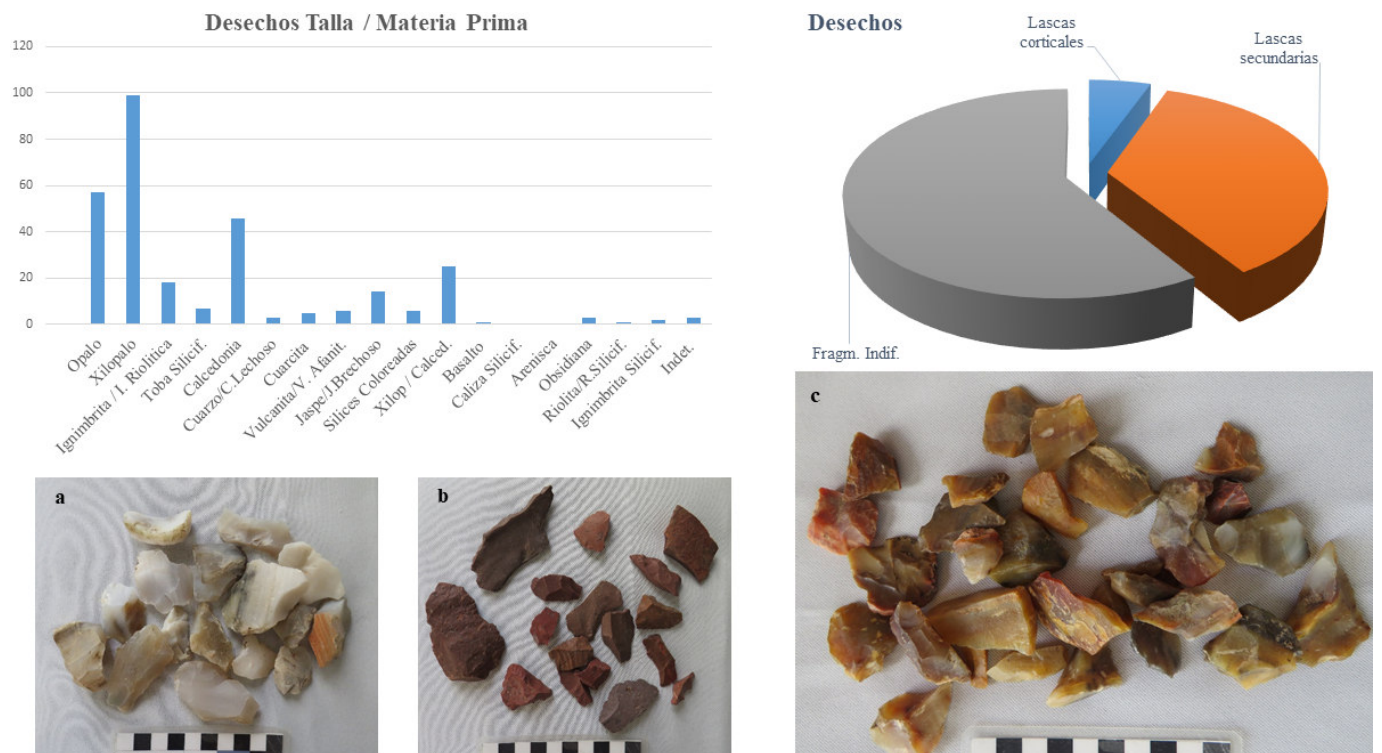 Desechos Talla / Materia Prima
120
100
80
60
40
20
0
Opalo
Xilopalo
Ignimbrita / I. Riolítica
Toba Silicif.
Calcedonia
Cuarzo/C.Lechoso
Cuarcita
Vulcanita/V. Afanit.
Jaspe/J.Brechoso
Silices Coloreadas
Xilop / Calced.
Basalto
Caliza Silicif.
Arenisca
Obsidiana
Riolita/R.Silicif.
Ignimbrita Silicif.
Indet.
Desechos
Lascas
corticales
Lascas
secundarias
Fragm. Indif.
a
b
c